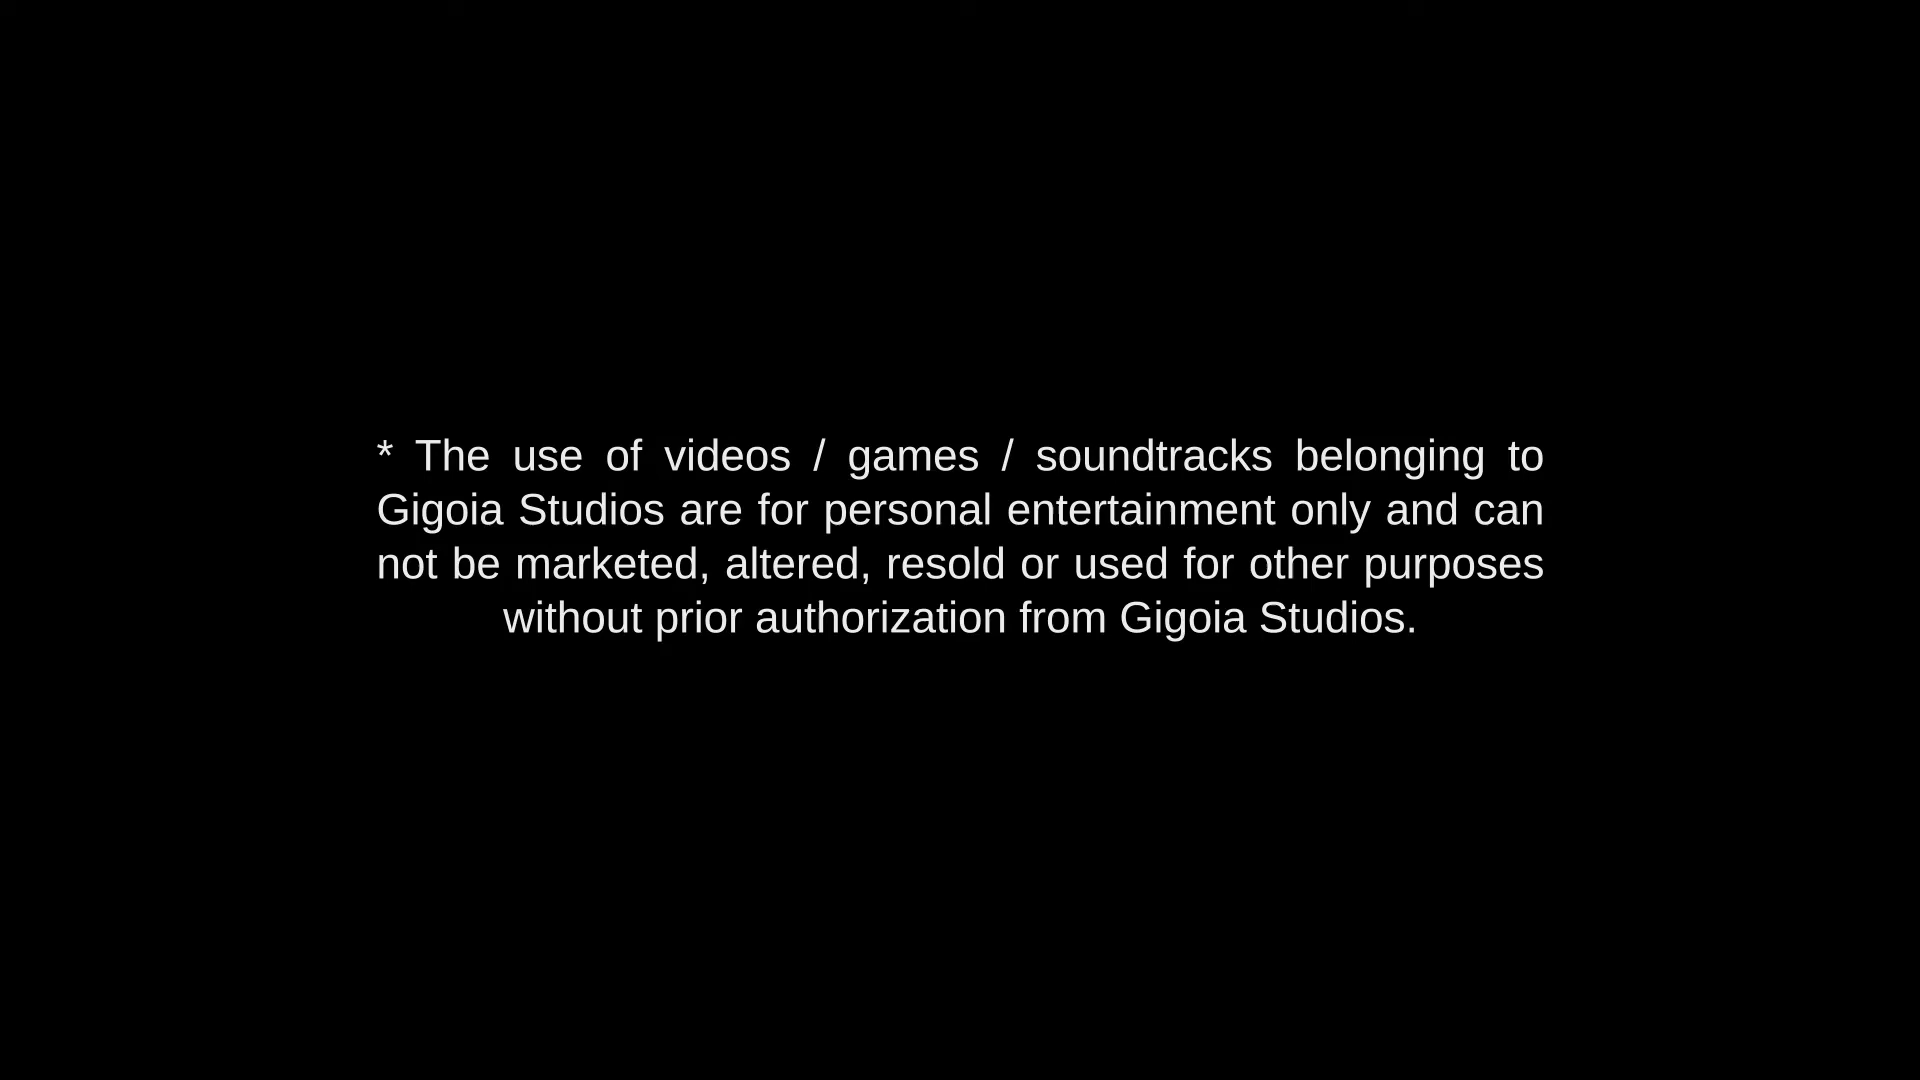 * The use of videos / games / soundtracks belonging to
Gigoia Studios are for personal entertainment only and can
not be marketed, altered, resold or used for other purposes
without prior authorization from Gigoia Studios.